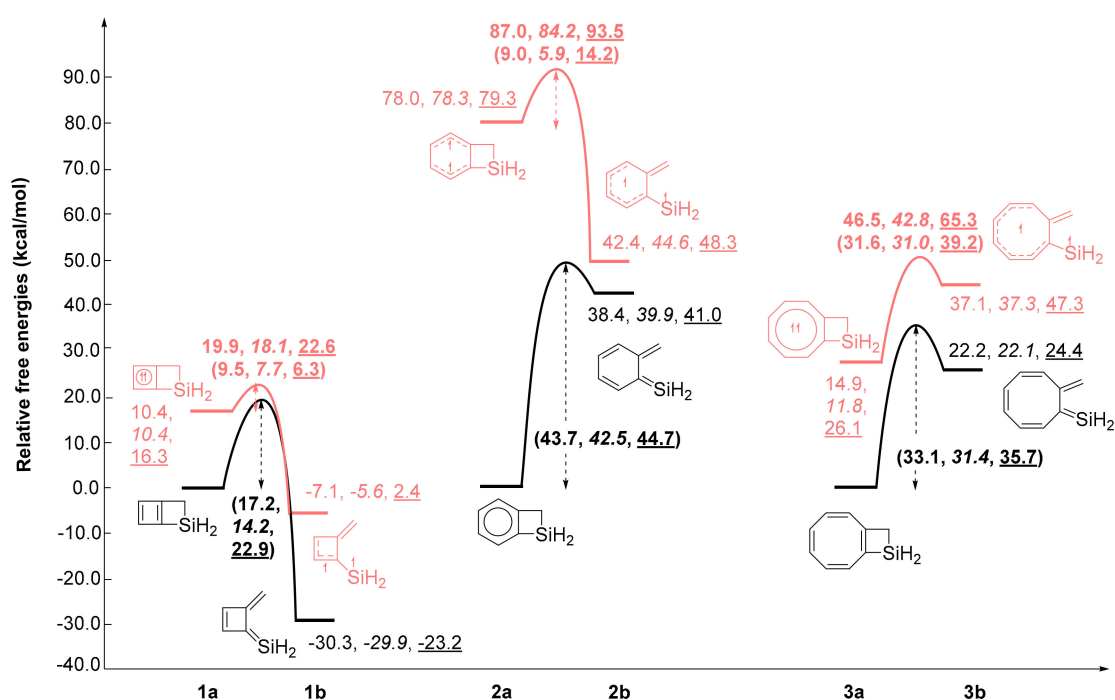 Relative free energies (kcal/mol)
90.0
80.0
70.0
60.0
50.0
40.0
30.0
20.0
10.0
0.0
-10.0
-20.0
-30.0
-40.0
19.9, 18.1, 22.6
(9.5, 7.7, 6.3)
⇈
SiH2
10.4,
10.4,
16.3
SiH2
(17.2,
14.2,
22.9)
-7.1, -5.6, 2.4
↿
↿
SiH2
SiH2
-30.3, -29.9, -23.2
87.0, 84.2, 93.5
(9.0, 5.9, 14.2)
78.0, 78.3, 79.3
↿
↿
SiH2
↿
↿
SiH2
42.4, 44.6, 48.3
38.4, 39.9, 41.0
SiH2
(43.7, 42.5, 44.7)
SiH2
46.5, 42.8, 65.3
(31.6, 31.0, 39.2)
↿
↿
SiH2
37.1, 37.3, 47.3
↿↿
SiH2
14.9,
11.8,
26.1
22.2, 22.1, 24.4
SiH2
(33.1, 31.4, 35.7)
SiH2
1a 1b 2a 2b 3a 3b